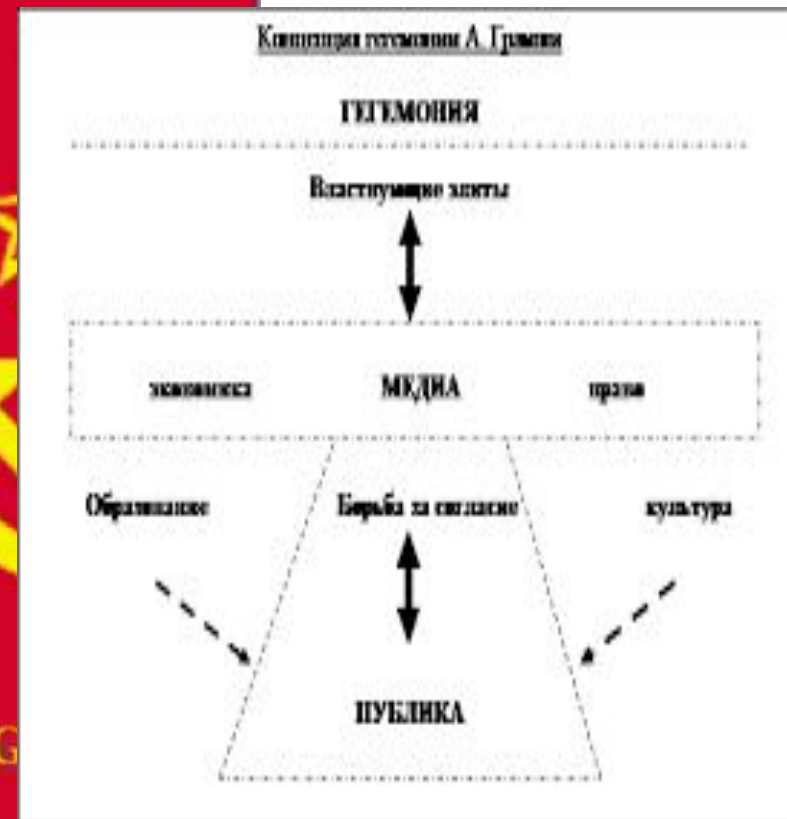 Концепция гегемонии А. Грамши
ГЕГЕМОНИЯ
Властвующие элиты
экономика МЕДИА право
Образование Борьба за согласие культура
ПУБЛИКА
G